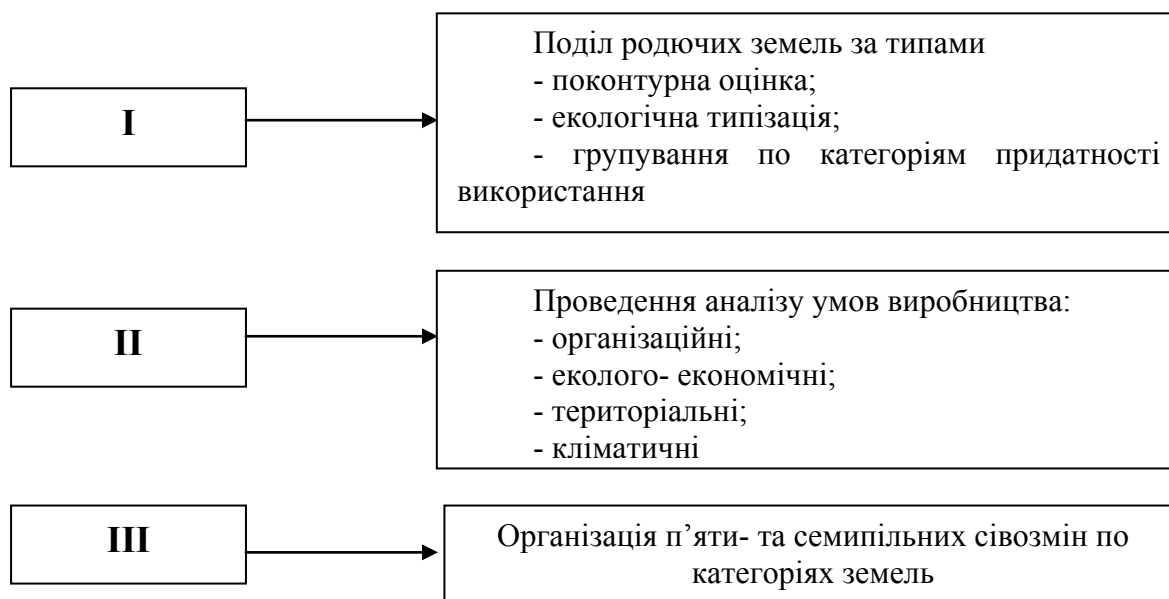 I
Поділ родючих земель за типами
- поконтурна оцінка;
- екологічна типізація;
- групування по категоріям придатності
використання
II
Проведення аналізу умов виробництва:
- організаційні;
- еколого- економічні;
- територіальні;
- кліматичні
III
Організація п’яти- та семипільних сівозмін по
категоріях земель